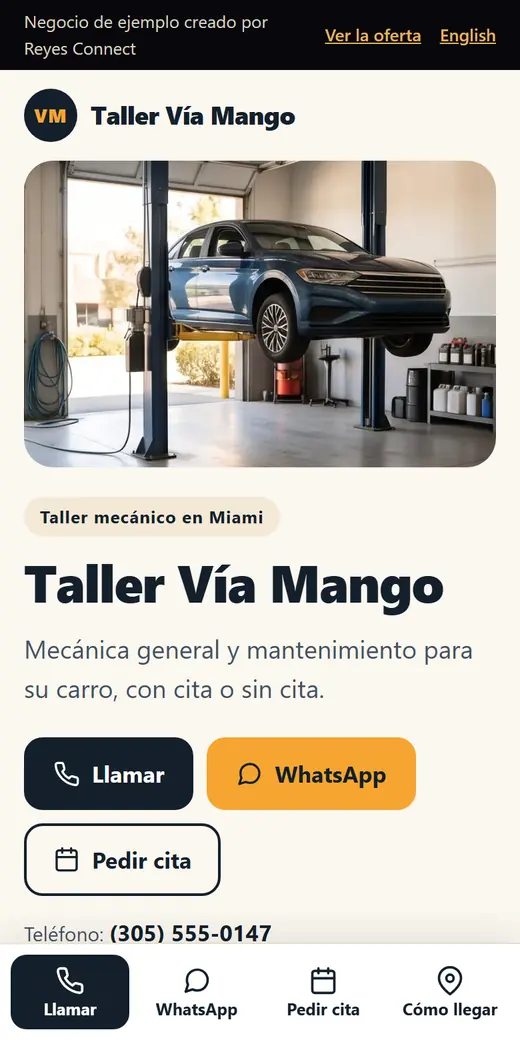 Negocio de ejemplo creado por
Reyes Connect
Ver la oferta
English
VM
Taller Vía Mango
Taller mecánico en Miami
Taller Vía Mango
Mecánica general y mantenimiento para
su carro, con cita o sin cita.
Llamar
WhatsApp
Pedir cita
Teléfono: (305) 555-0147
Llamar
WhatsApp
Pedir cita
Cómo llegar